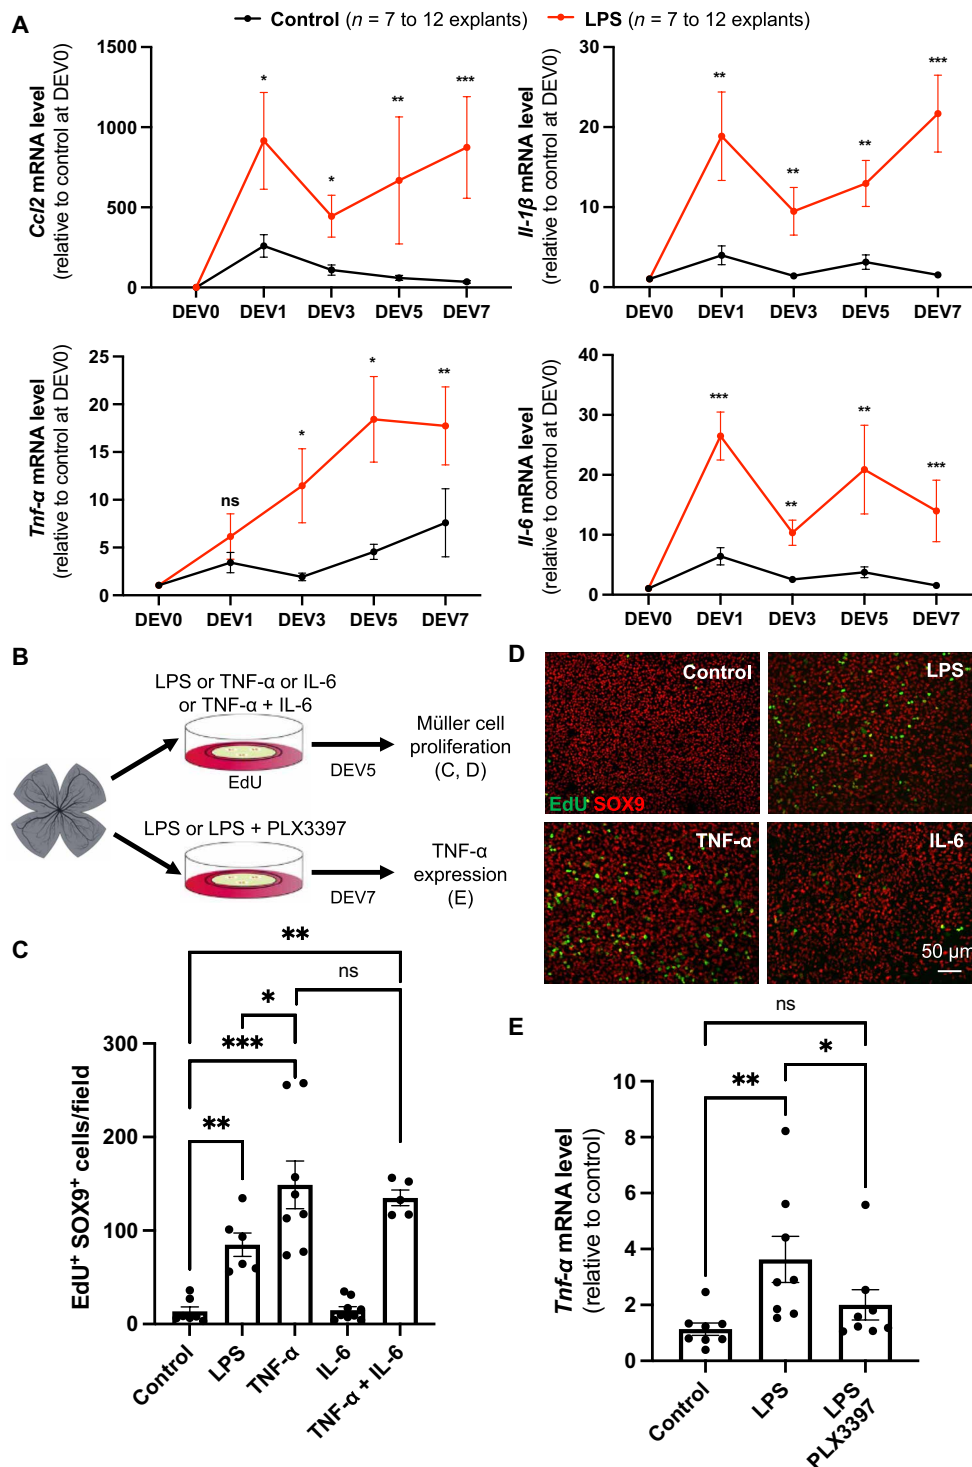 A
Control (n = 7 to 12 explants)
LPS (n = 7 to 12 explants)
Ccl2 mRNA level
(relative to control at DEV0)
1500
1000
500
0
*
*
**
***
DEV0 DEV1 DEV3 DEV5 DEV7
Il-1β mRNA level
(relative to control at DEV0)
30
20
10
0
**
**
**
***
DEV0 DEV1 DEV3 DEV5 DEV7
Tnf-α mRNA level
(relative to control at DEV0)
25
20
15
10
5
0
ns
*
*
**
DEV0 DEV1 DEV3 DEV5 DEV7
Il-6 mRNA level
(relative to control at DEV0)
40
30
20
10
0
***
**
**
***
DEV0 DEV1 DEV3 DEV5 DEV7
B
LPS or TNF-α or IL-6
or TNF-α + IL-6
EdU
DEV5
Müller cell
proliferation
(C, D)
LPS or LPS + PLX3397
DEV7
TNF-α
expression
(E)
D
Control
LPS
EdU SOX9
TNF-α
IL-6
50 µm
C
EdU+ SOX9+ cells/field
300
200
100
0
**
ns
*
***
**
Control
LPS
TNF-α
IL-6
TNF-α + IL-6
E
Tnf-α mRNA level
(relative to control)
10
8
6
4
2
0
ns
*
**
Control
LPS
LPS
PLX3397